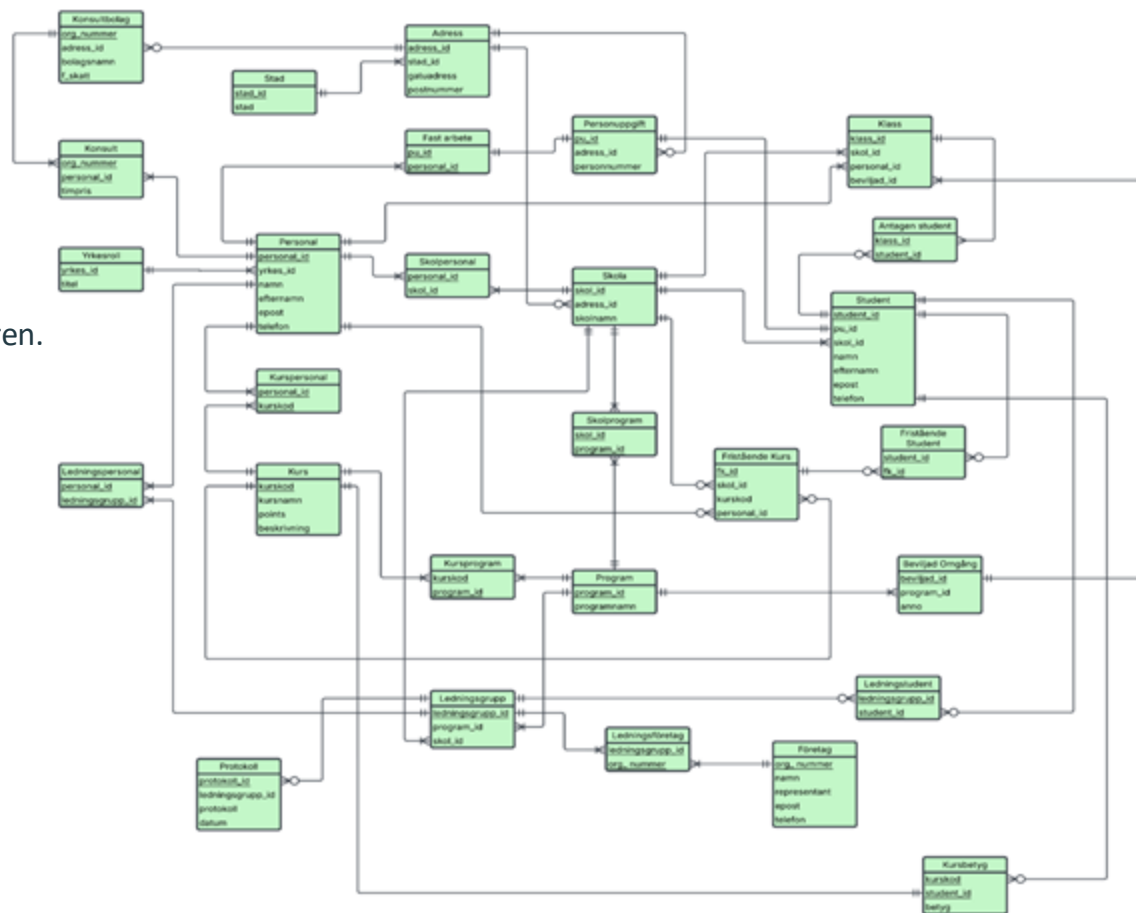 Konsultbolag
org_nummer
adress_id
bolagsnamn
f_skatt
Adress
adress_id
stad_id
gatuadress
postnummer
Stad
stad_id
stad
Konsult
org_nummer
personal_id
timpris
Fast arbete
pu_id
personal_id
Personuppgift
pu_id
adress_id
personnummer
Klass
klass_id
skol_id
personal_id
beviljad_id
Antagen student
klass_id
student_id
Yrkesroll
yrkes_id
titel
Personal
personal_id
yrkes_id
namn
efternamn
epost
telefon
Skolpersonal
personal_id
skol_id
Skola
skol_id
adress_id
skolnamn
Student
student_id
pu_id
skol_id
namn
efternamn
epost
telefon
en.
Kurspersonal
personal_id
kurskod
Skolprogram
skol_id
program_id
Fristående
Student
student_id
fk_id
Fristående Kurs
fk_id
skol_id
kurskod
personal_id
Ledningspersonal
personal_id
ledningsgrupp_id
Kurs
kurskod
kursnamn
points
beskrivning
Kursprogram
kurskod
program_id
Program
program_id
programnamn
Beviljad Omgång
beviljad_id
program_id
anno
Ledningsgrupp
ledningsgrupp_id
program_id
skol_id
Ledningstudent
ledningsgrupp_id
student_id
Ledningsföretag
ledningsgrupp_id
org_ nummer
Företag
org_ nummer
namn
representant
epost
telefon
Protokoll
protokoll_id
ledningsgrupp_id
protokoll
datum
Kursbetyg
kurskod
student_id
betyg